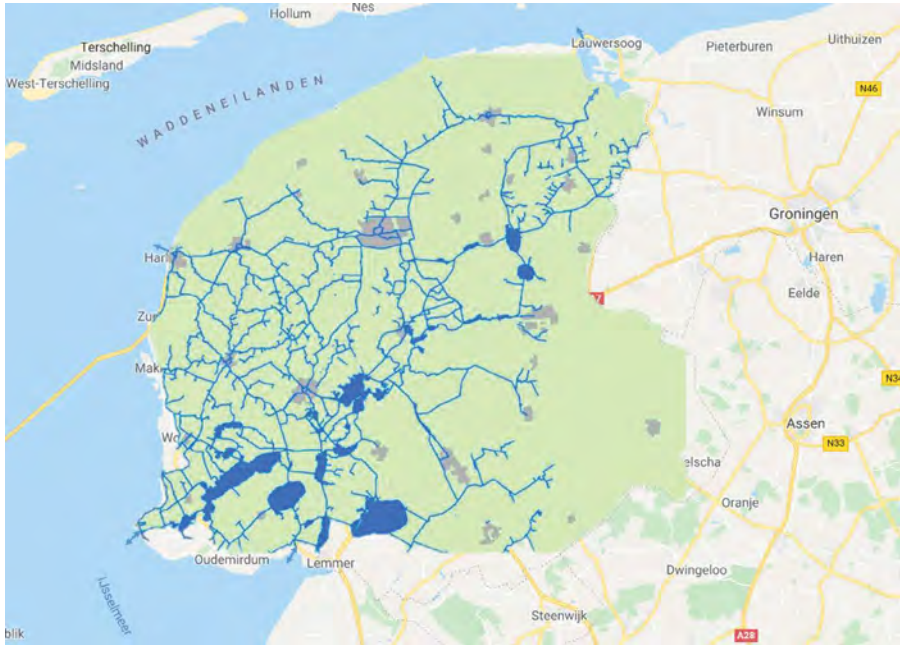 Hollum
Nes
Terschelling
Midsland
West-Terschelling
WADDENEILANDEN
Lauwersoog
Pieterburen
Uithuizen
N46
Winsum
Groningen
Haren
Eelde
Harl
Zur
Mak
Wo
7
N34
Assen
N33
elscha
Oranje
Oudemirdum
Lemmer
Dwingeloo
Steenwijk
IJsselmeer
blik
A28